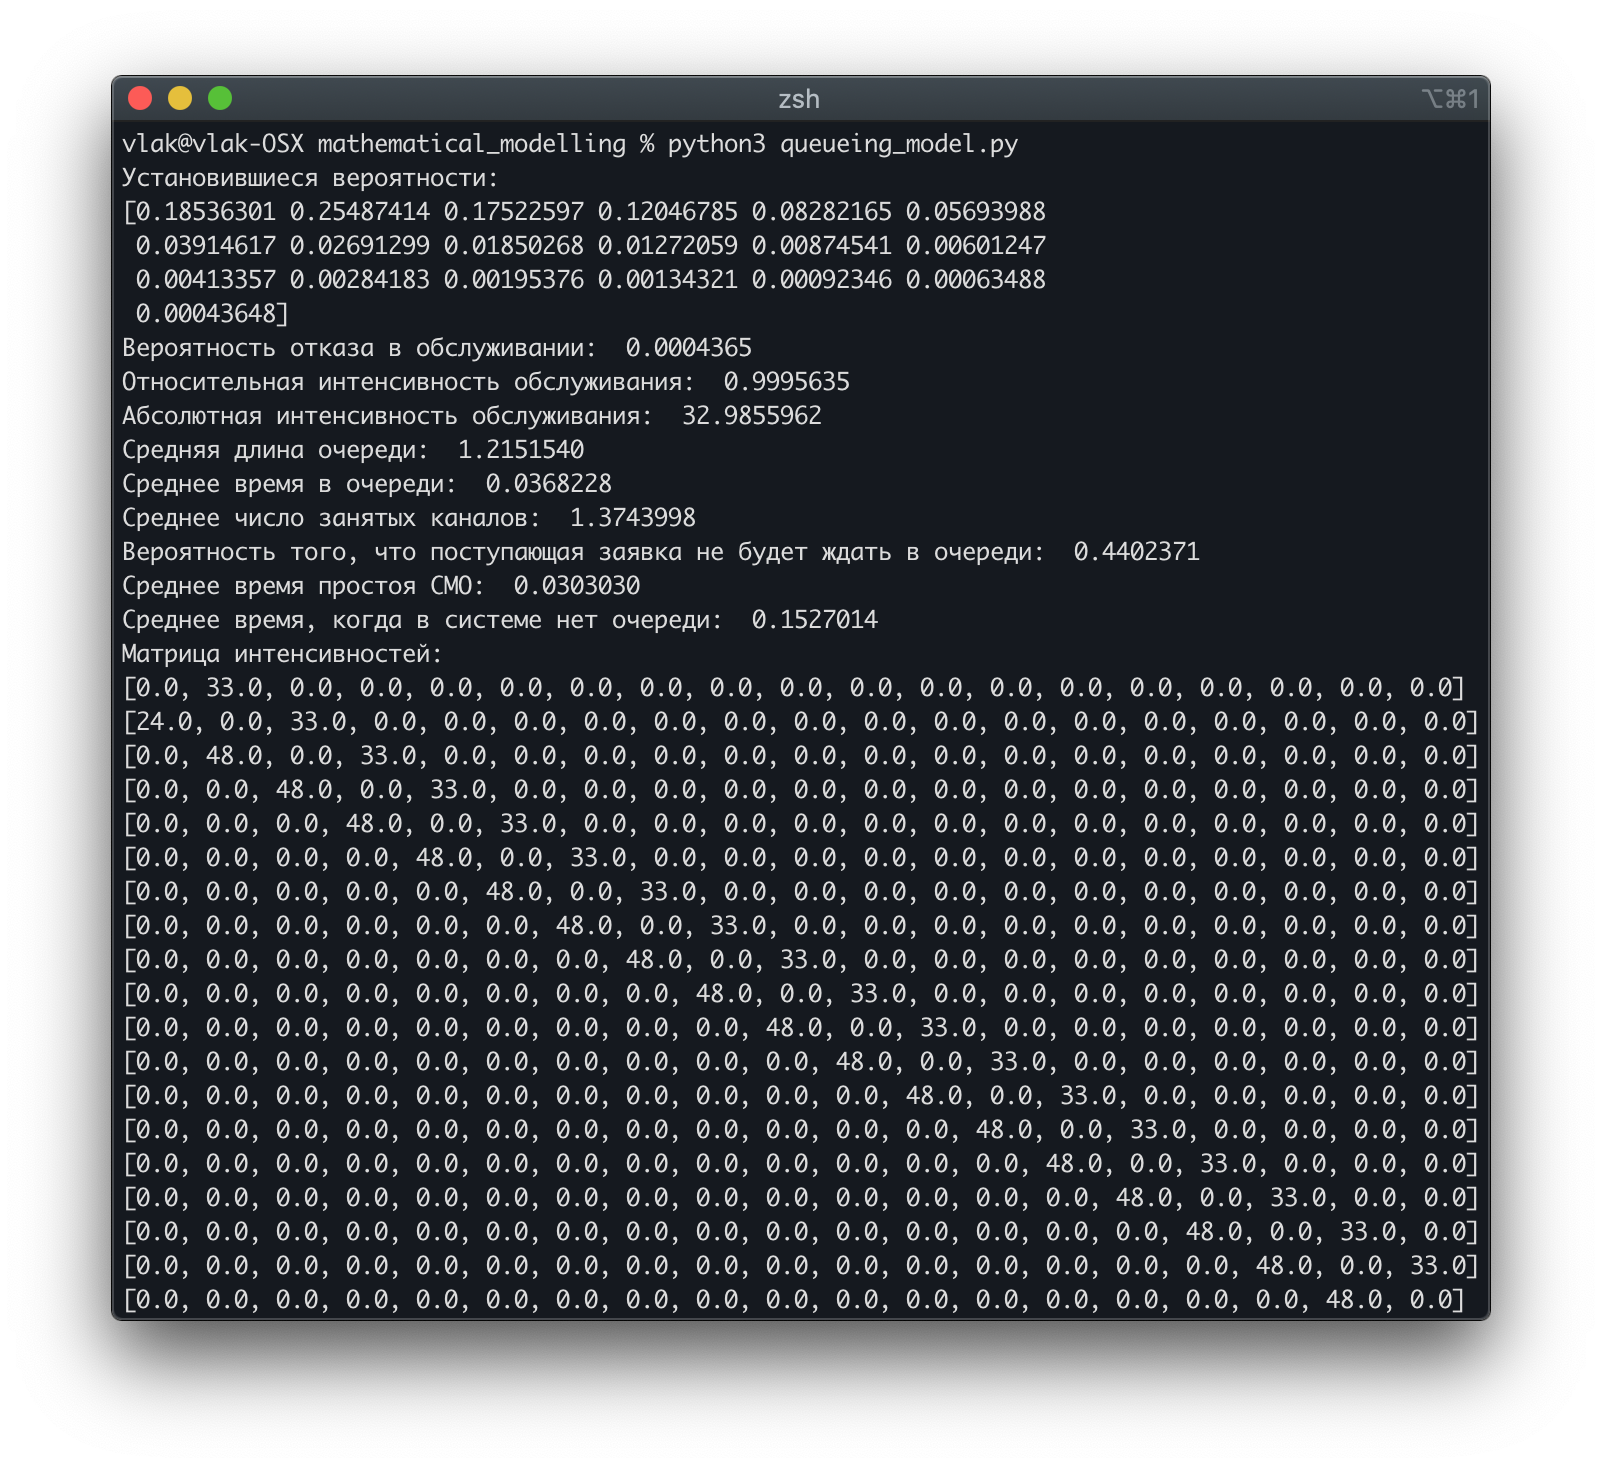 zsh
⌥⌘1
vlak@vlak-OSX mathematical_modelling % python3 queueing_model.py
Установившиеся вероятности:
[0.18536301 0.25487414 0.17522597 0.12046785 0.08282165 0.05693988
 0.03914617 0.02691299 0.01850268 0.01272059 0.00874541 0.00601247
 0.00413357 0.00284183 0.00195376 0.00134321 0.00092346 0.00063488
 0.00043648]
Вероятность отказа в обслуживании:  0.0004365
Относительная интенсивность обслуживания:  0.9995635
Абсолютная интенсивность обслуживания:  32.9855962
Средняя длина очереди:  1.2151540
Среднее время в очереди:  0.0368228
Среднее число занятых каналов:  1.3743998
Вероятность того, что поступающая заявка не будет ждать в очереди:  0.4402371
Среднее время простоя СМО:  0.0303030
Среднее время, когда в системе нет очереди:  0.1527014
Матрица интенсивностей:
[0.0, 33.0, 0.0, 0.0, 0.0, 0.0, 0.0, 0.0, 0.0, 0.0, 0.0, 0.0, 0.0, 0.0, 0.0, 0.0, 0.0, 0.0, 0.0]
[24.0, 0.0, 33.0, 0.0, 0.0, 0.0, 0.0, 0.0, 0.0, 0.0, 0.0, 0.0, 0.0, 0.0, 0.0, 0.0, 0.0, 0.0, 0.0]
[0.0, 48.0, 0.0, 33.0, 0.0, 0.0, 0.0, 0.0, 0.0, 0.0, 0.0, 0.0, 0.0, 0.0, 0.0, 0.0, 0.0, 0.0, 0.0]
[0.0, 0.0, 48.0, 0.0, 33.0, 0.0, 0.0, 0.0, 0.0, 0.0, 0.0, 0.0, 0.0, 0.0, 0.0, 0.0, 0.0, 0.0, 0.0]
[0.0, 0.0, 0.0, 48.0, 0.0, 33.0, 0.0, 0.0, 0.0, 0.0, 0.0, 0.0, 0.0, 0.0, 0.0, 0.0, 0.0, 0.0, 0.0]
[0.0, 0.0, 0.0, 0.0, 48.0, 0.0, 33.0, 0.0, 0.0, 0.0, 0.0, 0.0, 0.0, 0.0, 0.0, 0.0, 0.0, 0.0, 0.0]
[0.0, 0.0, 0.0, 0.0, 0.0, 48.0, 0.0, 33.0, 0.0, 0.0, 0.0, 0.0, 0.0, 0.0, 0.0, 0.0, 0.0, 0.0, 0.0]
[0.0, 0.0, 0.0, 0.0, 0.0, 0.0, 48.0, 0.0, 33.0, 0.0, 0.0, 0.0, 0.0, 0.0, 0.0, 0.0, 0.0, 0.0, 0.0]
[0.0, 0.0, 0.0, 0.0, 0.0, 0.0, 0.0, 48.0, 0.0, 33.0, 0.0, 0.0, 0.0, 0.0, 0.0, 0.0, 0.0, 0.0, 0.0]
[0.0, 0.0, 0.0, 0.0, 0.0, 0.0, 0.0, 0.0, 48.0, 0.0, 33.0, 0.0, 0.0, 0.0, 0.0, 0.0, 0.0, 0.0, 0.0]
[0.0, 0.0, 0.0, 0.0, 0.0, 0.0, 0.0, 0.0, 0.0, 48.0, 0.0, 33.0, 0.0, 0.0, 0.0, 0.0, 0.0, 0.0, 0.0]
[0.0, 0.0, 0.0, 0.0, 0.0, 0.0, 0.0, 0.0, 0.0, 0.0, 48.0, 0.0, 33.0, 0.0, 0.0, 0.0, 0.0, 0.0, 0.0]
[0.0, 0.0, 0.0, 0.0, 0.0, 0.0, 0.0, 0.0, 0.0, 0.0, 0.0, 48.0, 0.0, 33.0, 0.0, 0.0, 0.0, 0.0, 0.0]
[0.0, 0.0, 0.0, 0.0, 0.0, 0.0, 0.0, 0.0, 0.0, 0.0, 0.0, 0.0, 48.0, 0.0, 33.0, 0.0, 0.0, 0.0, 0.0]
[0.0, 0.0, 0.0, 0.0, 0.0, 0.0, 0.0, 0.0, 0.0, 0.0, 0.0, 0.0, 0.0, 48.0, 0.0, 33.0, 0.0, 0.0, 0.0]
[0.0, 0.0, 0.0, 0.0, 0.0, 0.0, 0.0, 0.0, 0.0, 0.0, 0.0, 0.0, 0.0, 0.0, 48.0, 0.0, 33.0, 0.0, 0.0]
[0.0, 0.0, 0.0, 0.0, 0.0, 0.0, 0.0, 0.0, 0.0, 0.0, 0.0, 0.0, 0.0, 0.0, 0.0, 48.0, 0.0, 33.0, 0.0]
[0.0, 0.0, 0.0, 0.0, 0.0, 0.0, 0.0, 0.0, 0.0, 0.0, 0.0, 0.0, 0.0, 0.0, 0.0, 0.0, 48.0, 0.0, 33.0]
[0.0, 0.0, 0.0, 0.0, 0.0, 0.0, 0.0, 0.0, 0.0, 0.0, 0.0, 0.0, 0.0, 0.0, 0.0, 0.0, 0.0, 48.0, 0.0]